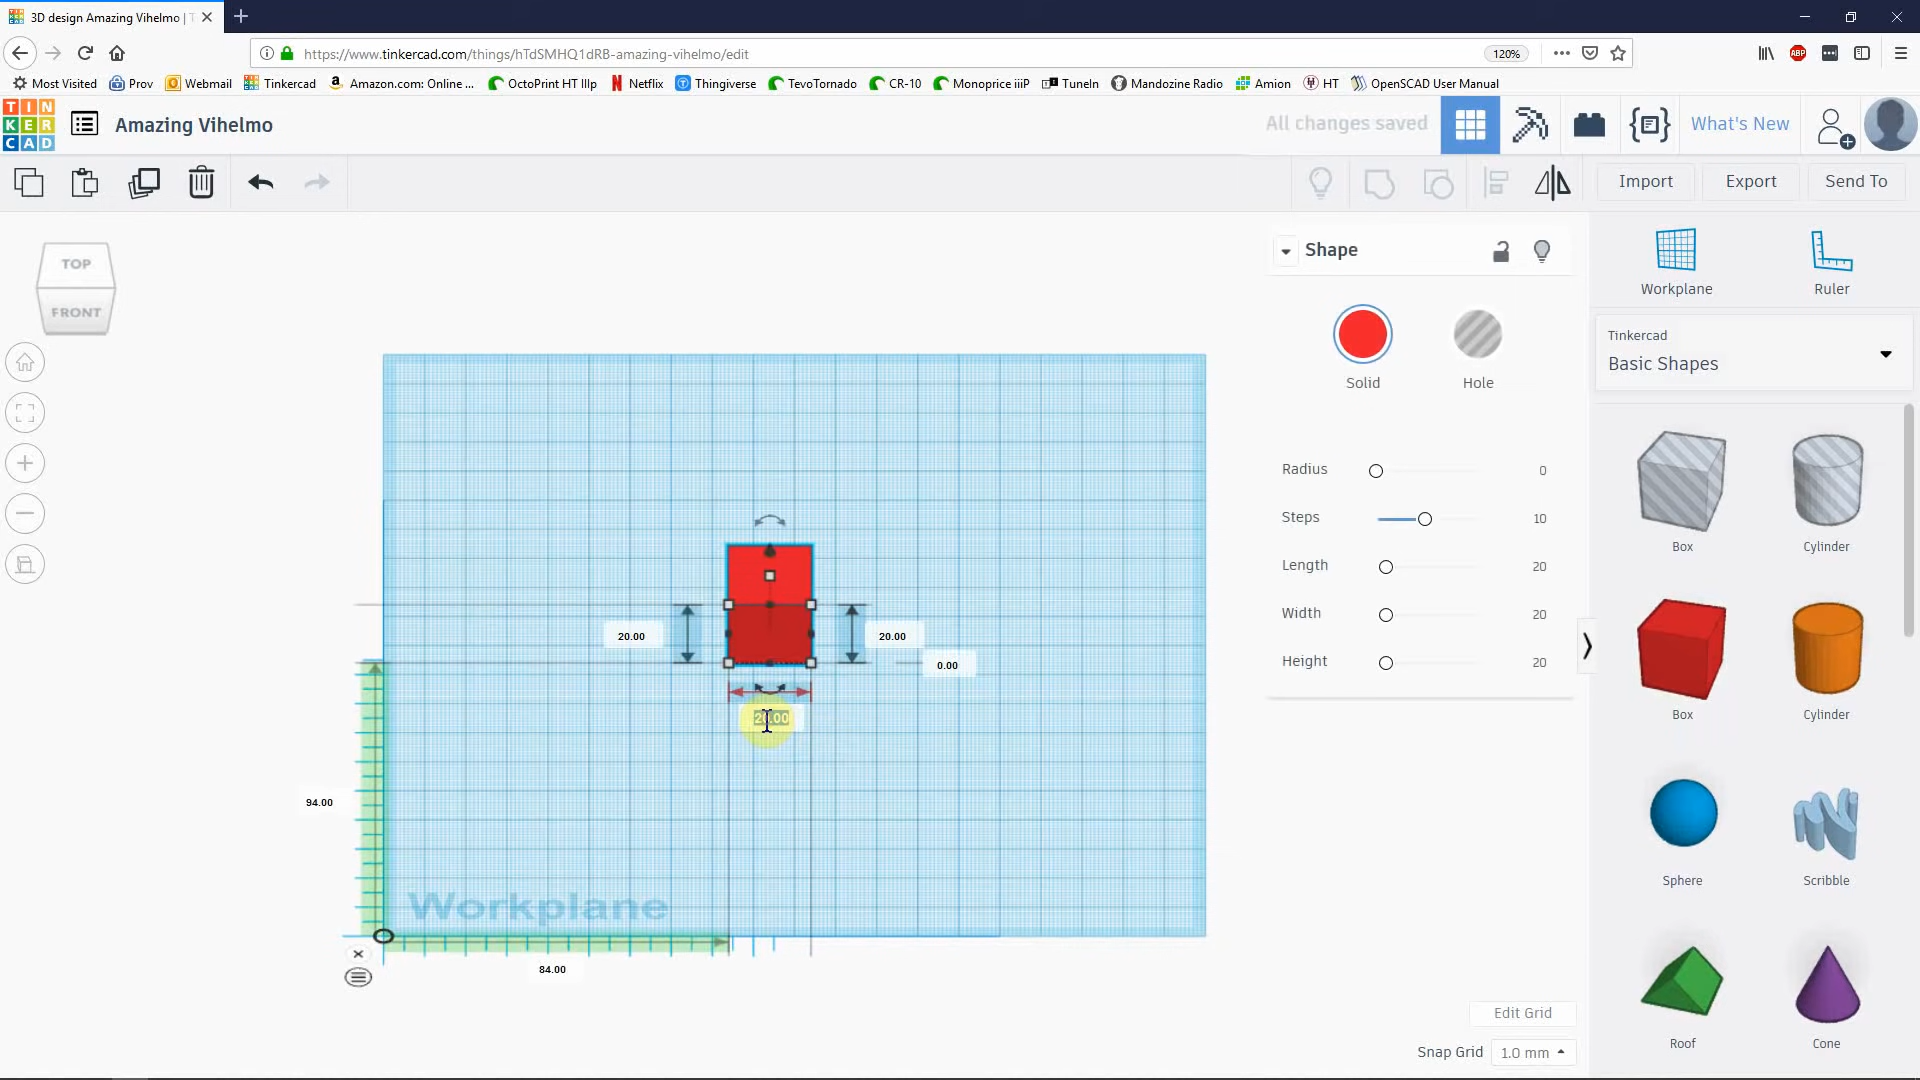 3D design Amazing Vihelmo | T
https://www.tinkercad.com/things/hTdSMHQ1dRB-amazing-vihelmo/edit
120%
ABP
Most Visited
Prov
Webmail
Tinkercad
Amazon.com: Online ...
OctoPrint HT IIIp
Netflix
Thingiverse
TevoTornado
CR-10
Monoprice iiiP
TuneIn
Mandozine Radio
Amion
HT
OpenSCAD User Manual
TIN
KER
CAD
Amazing Vihelmo
All changes saved
What's New
Import
Export
Send To
TOP
FRONT
Shape
Solid
Hole
Radius 0
Steps 10
Length 20
Width 20
Height 20
Workplane
Ruler
Tinkercad
Basic Shapes
Box
Cylinder
Box
Cylinder
Sphere
Scribble
Roof
Cone
20.00
20.00
0.00
20.00
94.00
84.00
Workplane
Edit Grid
Snap Grid
1.0 mm